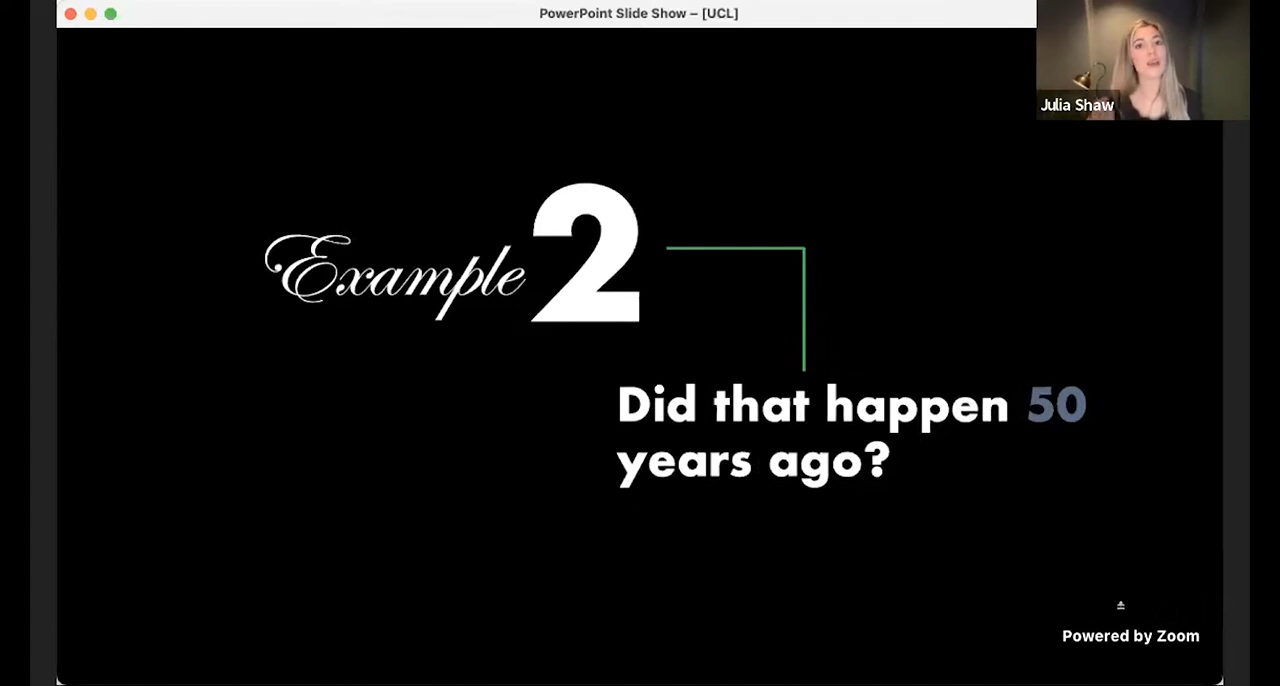 PowerPoint Slide Show – [UCL]
Julia Shaw
Example 2
Did that happen 50
years ago?
Powered by Zoom